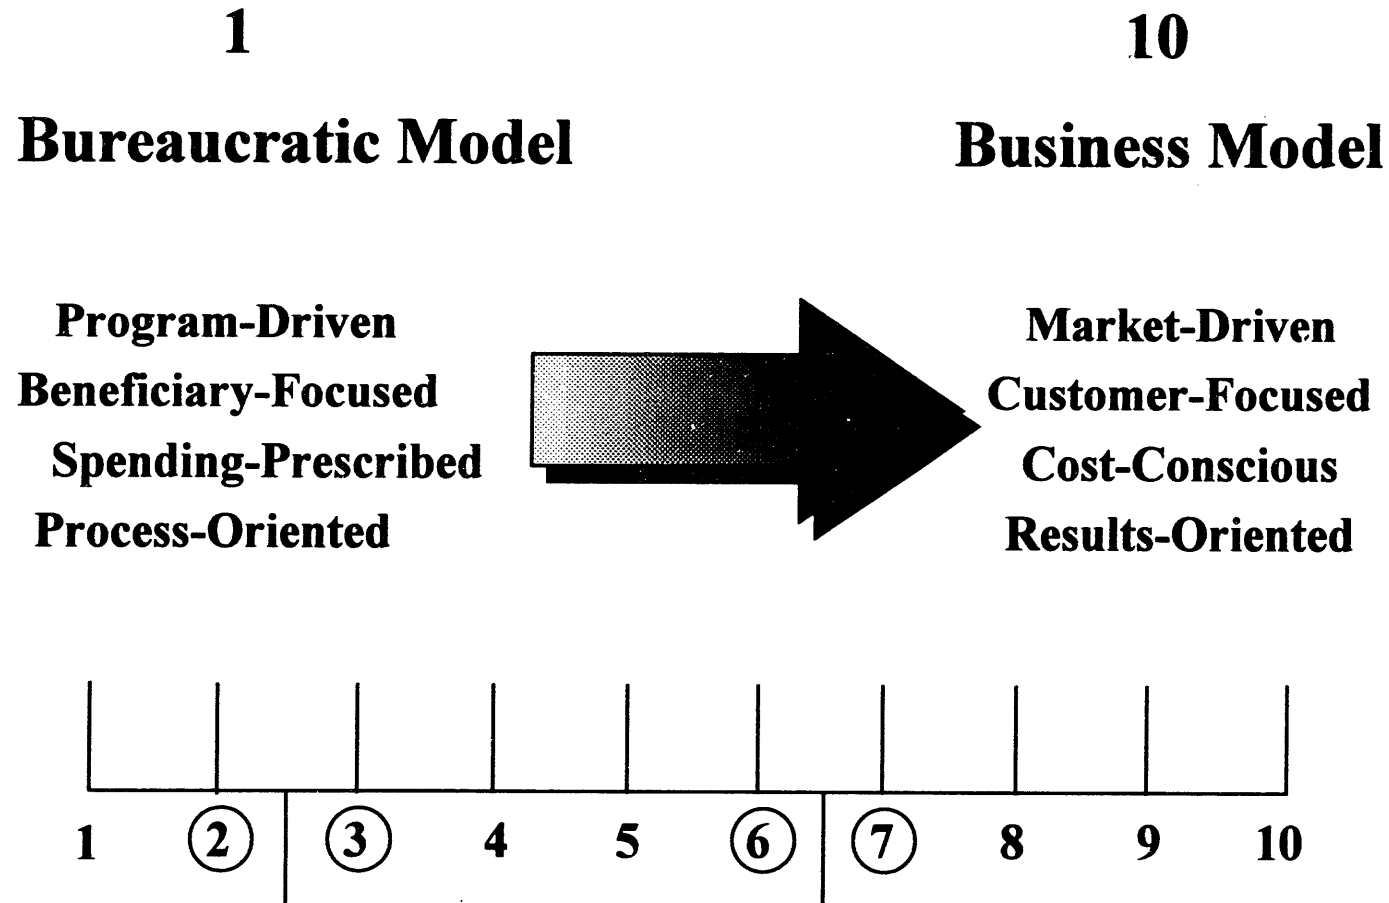 1 10
Bureaucratic Model Business Model
Program-Driven Market-Driven
Beneficiary-Focused Customer-Focused
Spending-Prescribed Cost-Conscious
Process-Oriented Results-Oriented
1 2 3 4 5 6 7 8 9 10